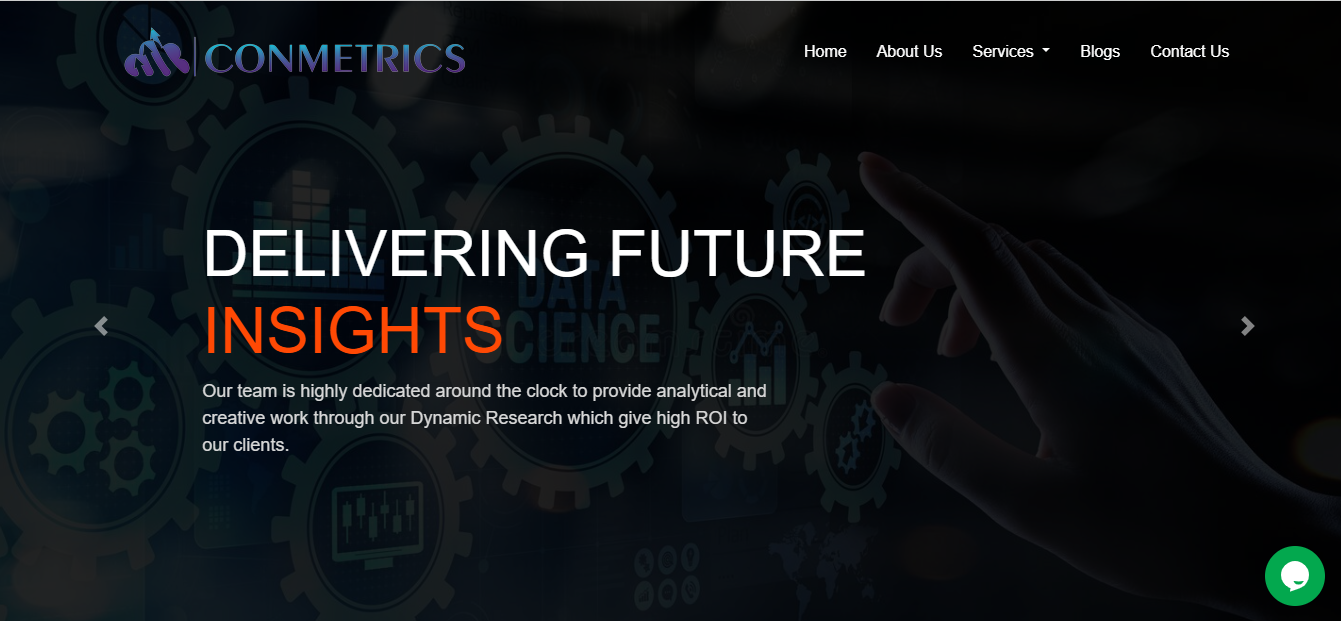 CONMETRICS
Home About Us Services Blogs Contact Us
DELIVERING FUTURE
INSIGHTS
DATA
SCIENCE
Our team is highly dedicated around the clock to provide analytical and
creative work through our Dynamic Research which give high ROI to
our clients.